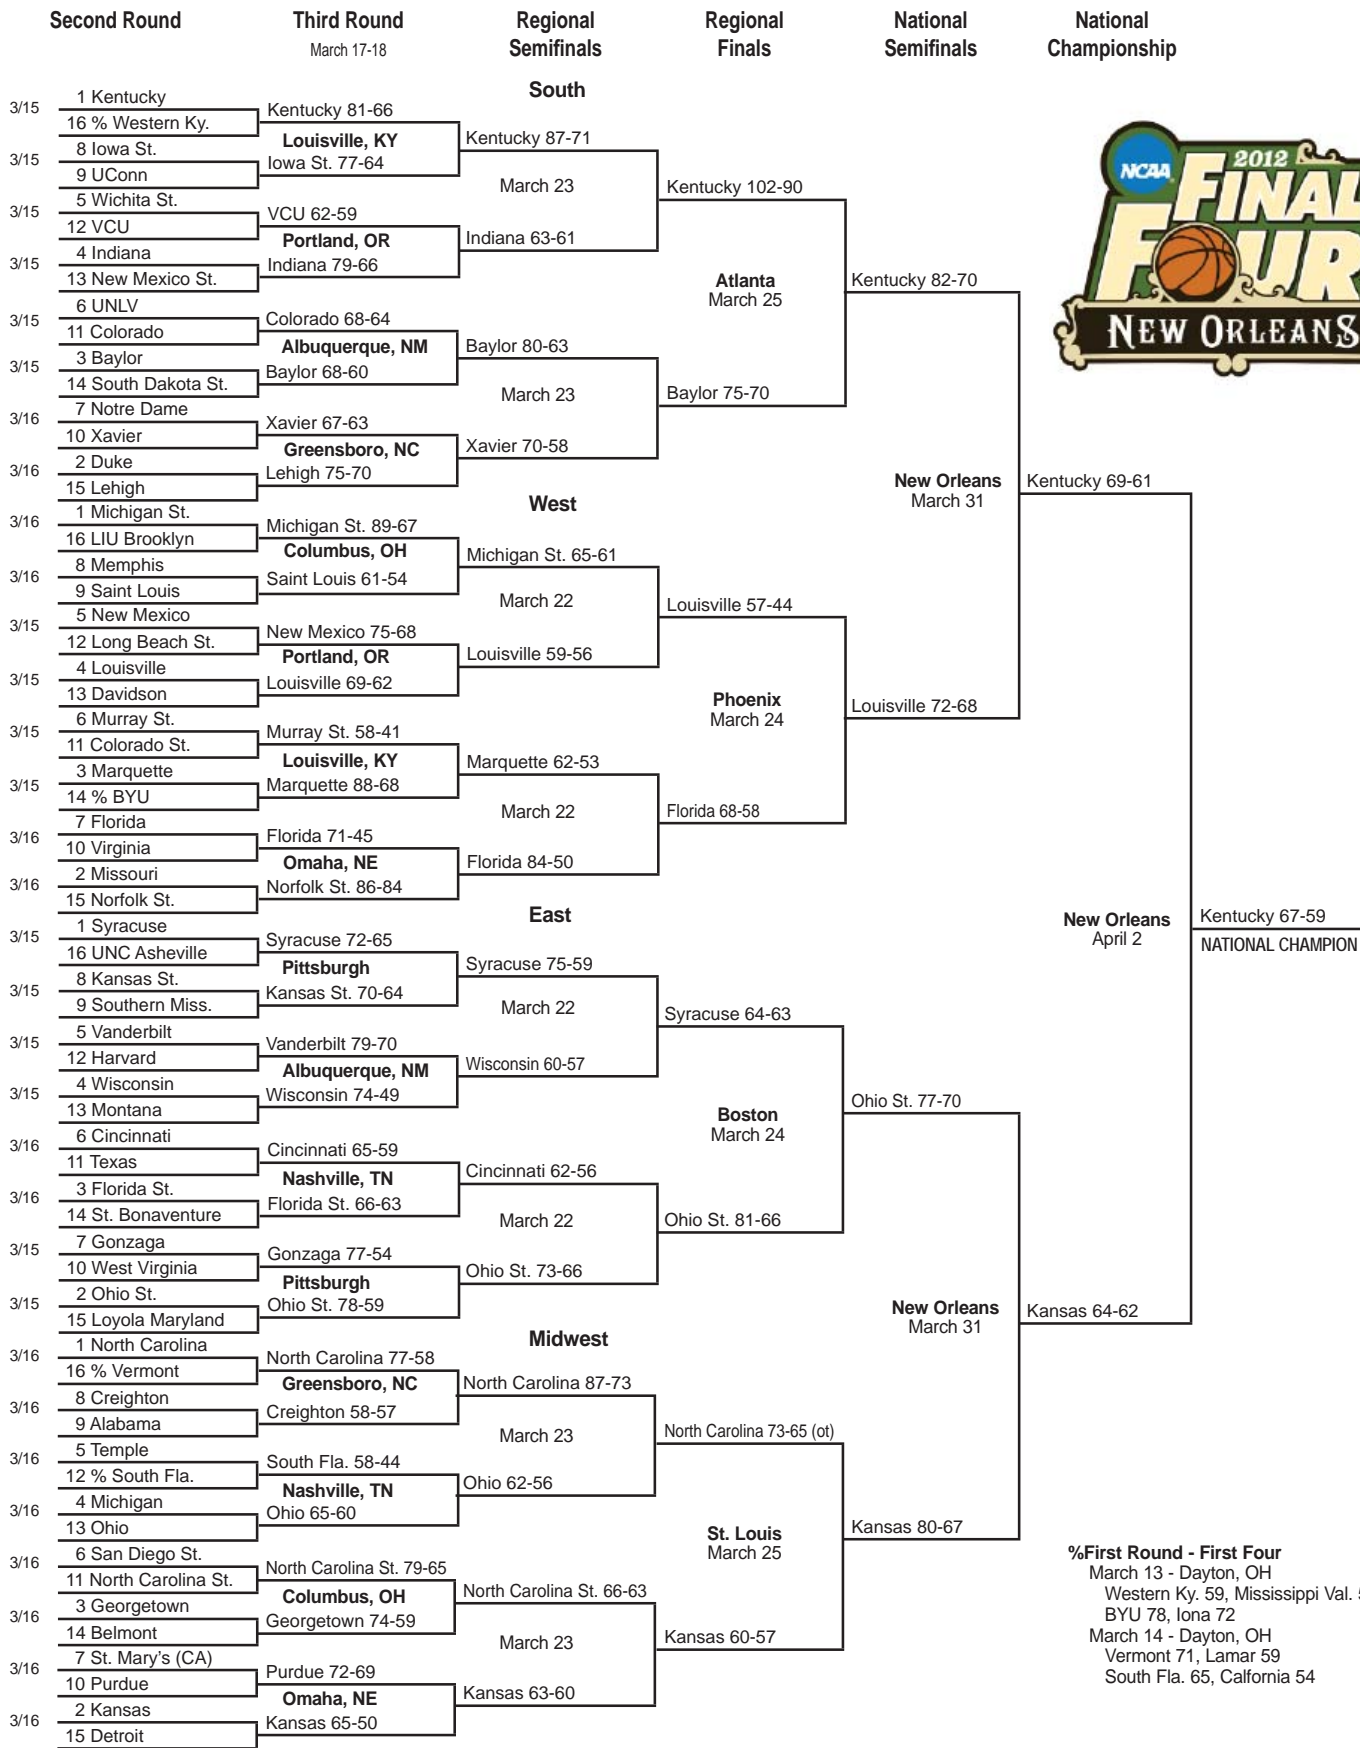 Second Round
Third Round
March 17-18
Regional
Semifinals
Regional
Finals
National
Semifinals
National
Championship
NCAA
2012
FINAL
FOUR
NEW ORLEANS
South
3/15
1 Kentucky
16 % Western Ky.
3/15
8 Iowa St.
9 UConn
3/15
5 Wichita St.
12 VCU
3/15
4 Indiana
13 New Mexico St.
3/15
6 UNLV
11 Colorado
3/15
3 Baylor
14 South Dakota St.
3/16
7 Notre Dame
10 Xavier
3/16
2 Duke
15 Lehigh
Kentucky 81-66
Louisville, KY
Iowa St. 77-64
VCU 62-59
Portland, OR
Indiana 79-66
Colorado 68-64
Albuquerque, NM
Baylor 68-60
Xavier 67-63
Greensboro, NC
Lehigh 75-70
Kentucky 87-71
March 23
Indiana 63-61
Baylor 80-63
March 23
Xavier 70-58
Kentucky 102-90
Atlanta
March 25
Baylor 75-70
Kentucky 82-70
West
3/16
1 Michigan St.
16 LIU Brooklyn
3/16
8 Memphis
9 Saint Louis
3/15
5 New Mexico
12 Long Beach St.
3/15
4 Louisville
13 Davidson
3/15
6 Murray St.
11 Colorado St.
3/15
3 Marquette
14 % BYU
3/16
7 Florida
10 Virginia
3/16
2 Missouri
15 Norfolk St.
Michigan St. 89-67
Columbus, OH
Saint Louis 61-54
New Mexico 75-68
Portland, OR
Louisville 69-62
Murray St. 58-41
Louisville, KY
Marquette 88-68
Florida 71-45
Omaha, NE
Norfolk St. 86-84
Michigan St. 65-61
March 22
Louisville 59-56
Marquette 62-53
March 22
Florida 84-50
Louisville 57-44
Phoenix
March 24
Florida 68-58
Louisville 72-68
New Orleans
March 31
Kentucky 69-61
East
3/15
1 Syracuse
16 UNC Asheville
3/15
8 Kansas St.
9 Southern Miss.
3/15
5 Vanderbilt
12 Harvard
3/15
4 Wisconsin
13 Montana
3/16
6 Cincinnati
11 Texas
3/16
3 Florida St.
14 St. Bonaventure
3/15
7 Gonzaga
10 West Virginia
3/15
2 Ohio St.
15 Loyola Maryland
Syracuse 72-65
Pittsburgh
Kansas St. 70-64
Vanderbilt 79-70
Albuquerque, NM
Wisconsin 74-49
Cincinnati 65-59
Nashville, TN
Florida St. 66-63
Gonzaga 77-54
Pittsburgh
Ohio St. 78-59
Syracuse 75-59
March 22
Wisconsin 60-57
Cincinnati 62-56
March 22
Ohio St. 73-66
Syracuse 64-63
Boston
March 24
Ohio St. 81-66
Ohio St. 77-70
Midwest
3/16
1 North Carolina
16 % Vermont
3/16
8 Creighton
9 Alabama
3/16
5 Temple
12 % South Fla.
3/16
4 Michigan
13 Ohio
3/16
6 San Diego St.
11 North Carolina St.
3/16
3 Georgetown
14 Belmont
3/16
7 St. Mary's (CA)
10 Purdue
3/16
2 Kansas
15 Detroit
North Carolina 77-58
Greensboro, NC
Creighton 58-57
South Fla. 58-44
Nashville, TN
Ohio 65-60
North Carolina St. 79-65
Columbus, OH
Georgetown 74-59
Purdue 72-69
Omaha, NE
Kansas 65-50
North Carolina 87-73
March 23
Ohio 62-56
North Carolina St. 66-63
March 23
Kansas 63-60
North Carolina 73-65 (ot)
St. Louis
March 25
Kansas 60-57
Kansas 80-67
New Orleans
March 31
Kansas 64-62
New Orleans
April 2
Kentucky 67-59
NATIONAL CHAMPION
%First Round - First Four
March 13 - Dayton, OH
Western Ky. 59, Mississippi Val.
BYU 78, Iona 72
March 14 - Dayton, OH
Vermont 71, Lamar 59
South Fla. 65, Calfornia 54